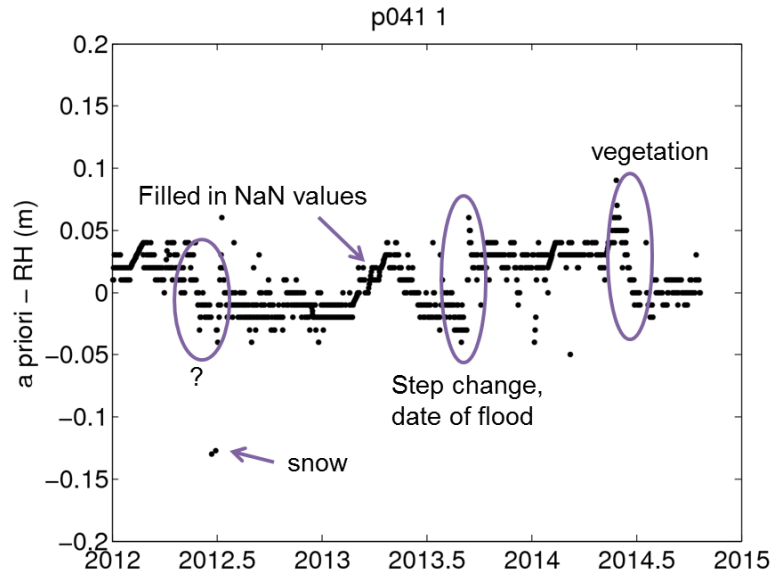 p041 1
0.2
0.15
0.1
0.05
0
−0.05
−0.1
−0.15
−0.2
a priori − RH (m)
vegetation
Filled in NaN values
?
Step change,
date of flood
snow
2012
2012.5
2013
2013.5
2014
2014.5
2015